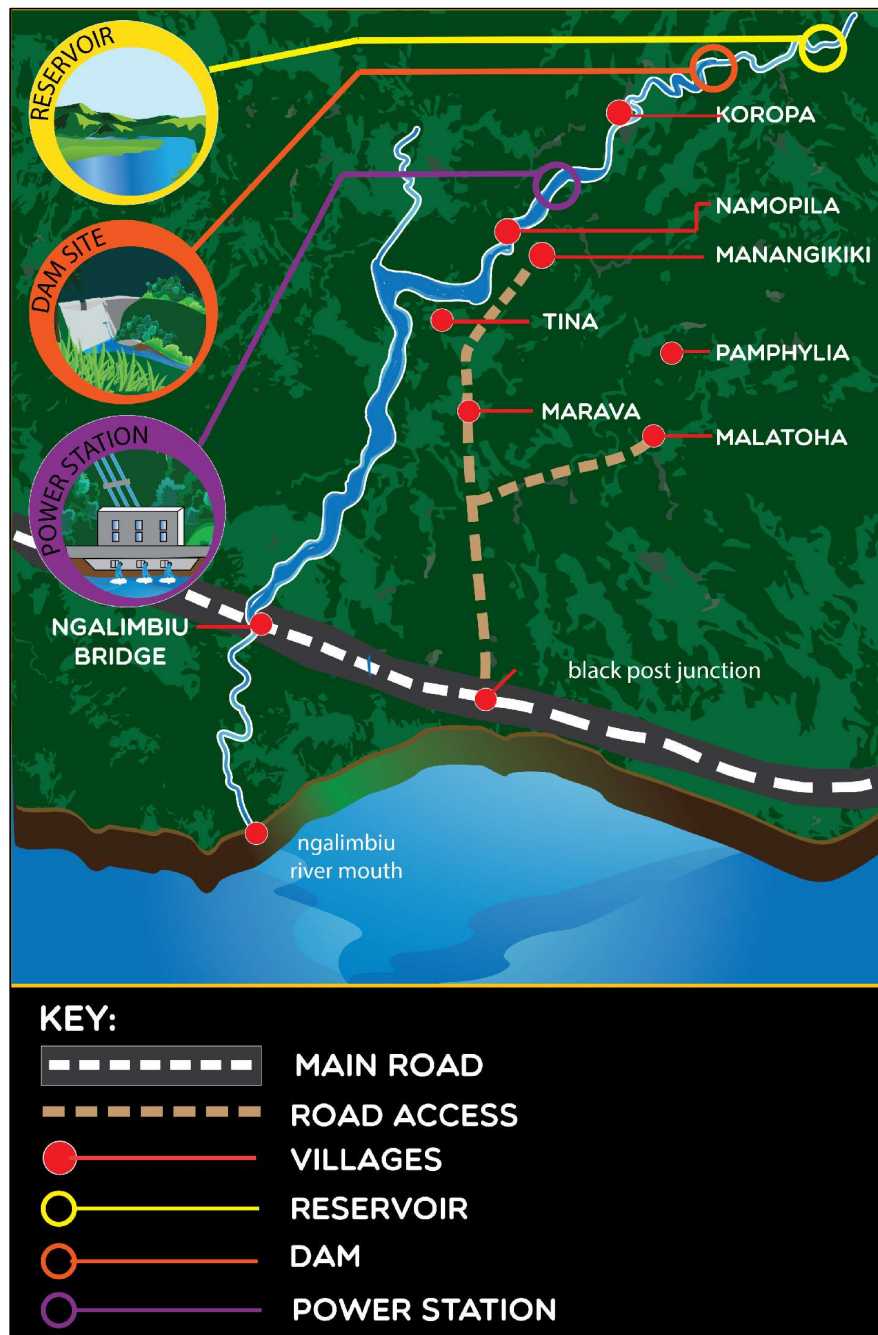 RESERVOIR
KOROPA
NAMOPILA
MANANGIKIKI
DAM SITE
TINA
PAMPHYLIA
MARAVA
MALATOHA
POWER STATION
NGALIMBIU
BRIDGE
black post junction
ngalimbiu
river mouth
KEY:
MAIN ROAD
ROAD ACCESS
VILLAGES
RESERVOIR
DAM
POWER STATION